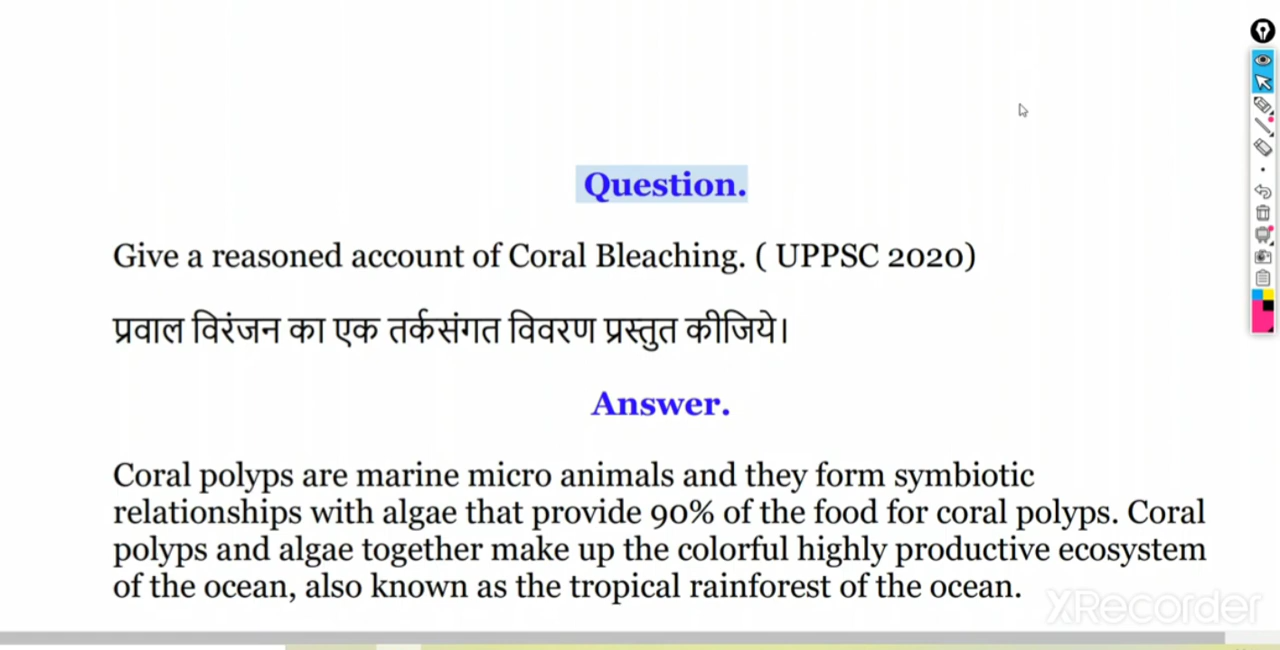 Question.
Give a reasoned account of Coral Bleaching. ( UPPSC 2020)
प्रवाल विरंजन का एक तर्कसंगत विवरण प्रस्तुत कीजिये।
Answer.
Coral polyps are marine micro animals and they form symbiotic
relationships with algae that provide 90% of the food for coral polyps. Coral
polyps and algae together make up the colorful highly productive ecosystem
of the ocean, also known as the tropical rainforest of the ocean.
XRecorder